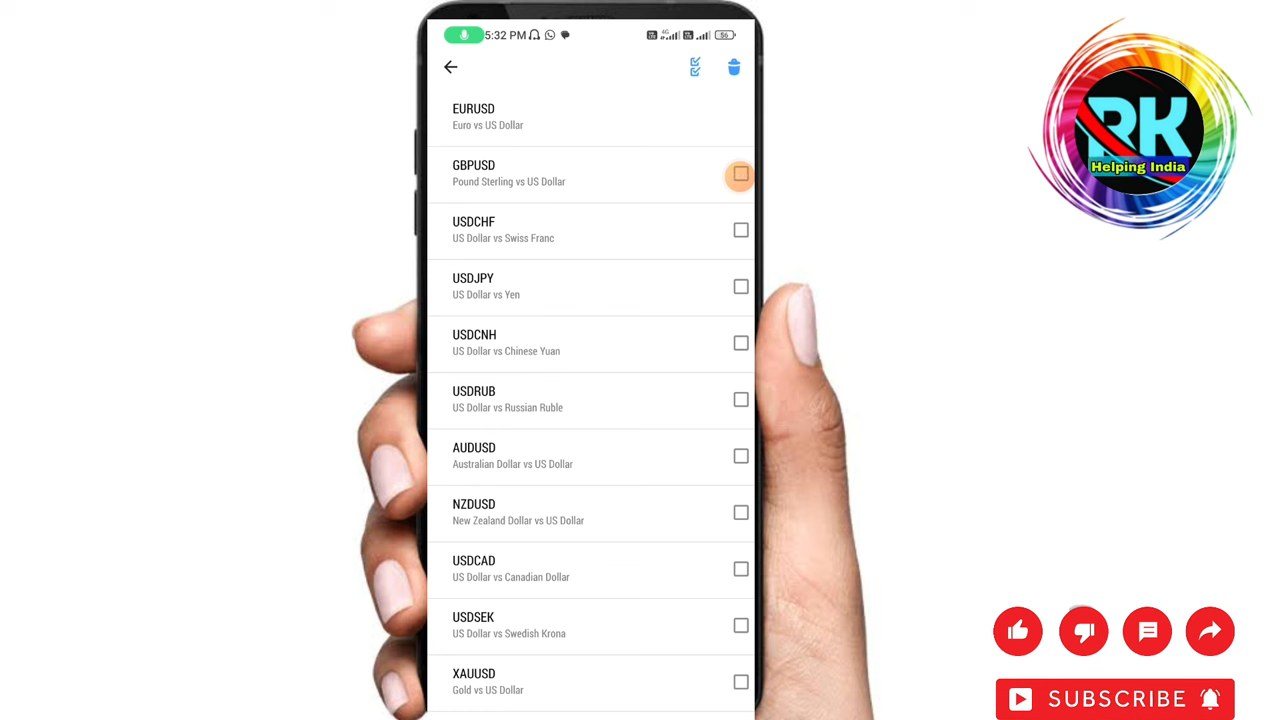 5:32 PM
4G
56
EURUSD
Euro vs US Dollar
GBPUSD
Pound Sterling vs US Dollar
USDCHF
US Dollar vs Swiss Franc
USDJPY
US Dollar vs Yen
USDCNH
US Dollar vs Chinese Yuan
USDRUB
US Dollar vs Russian Ruble
AUDUSD
Australian Dollar vs US Dollar
NZDUSD
New Zealand Dollar vs US Dollar
USDCAD
US Dollar vs Canadian Dollar
USDSEK
US Dollar vs Swedish Krona
XAUUSD
Gold vs US Dollar
RK
Helping India
SUBSCRIBE